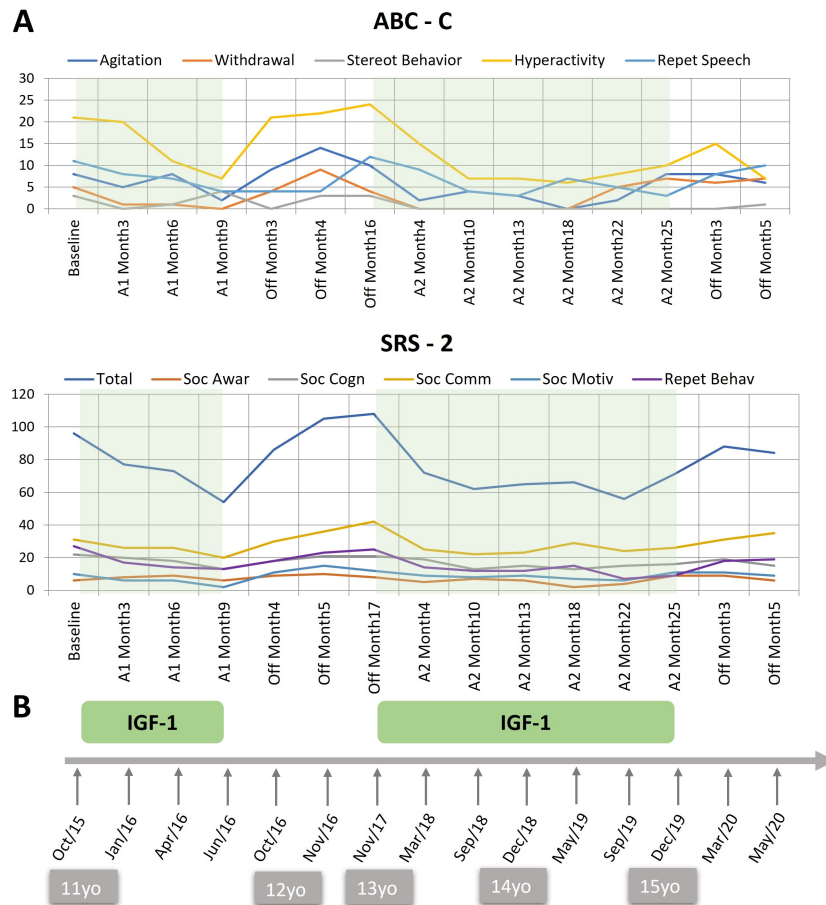 A
ABC - C
Agitation Withdrawal Stereot Behavior Hyperactivity Repet Speech
30
25
20
15
10
5
0
Baseline
A1 Month3
A1 Month6
A1 Month9
Off Month3
Off Month4
Off Month16
A2 Month4
A2 Month10
A2 Month13
A2 Month18
A2 Month22
A2 Month25
Off Month3
Off Month5
SRS - 2
Total Soc Awar Soc Cogn Soc Comm Soc Motiv Repet Behav
120
100
80
60
40
20
0
Baseline
A1 Month3
A1 Month6
A1 Month9
Off Month4
Off Month5
Off Month17
A2 Month4
A2 Month10
A2 Month13
A2 Month18
A2 Month22
A2 Month25
Off Month3
Off Month5
B
IGF-1 IGF-1
Oct/15
Jan/16
Apr/16
Jun/16
Oct/16
Nov/16
Nov/17
Mar/18
Sep/18
Dec/18
May/19
Sep/19
Dec/19
Mar/20
May/20
11yo 12yo 13yo 14yo 15yo